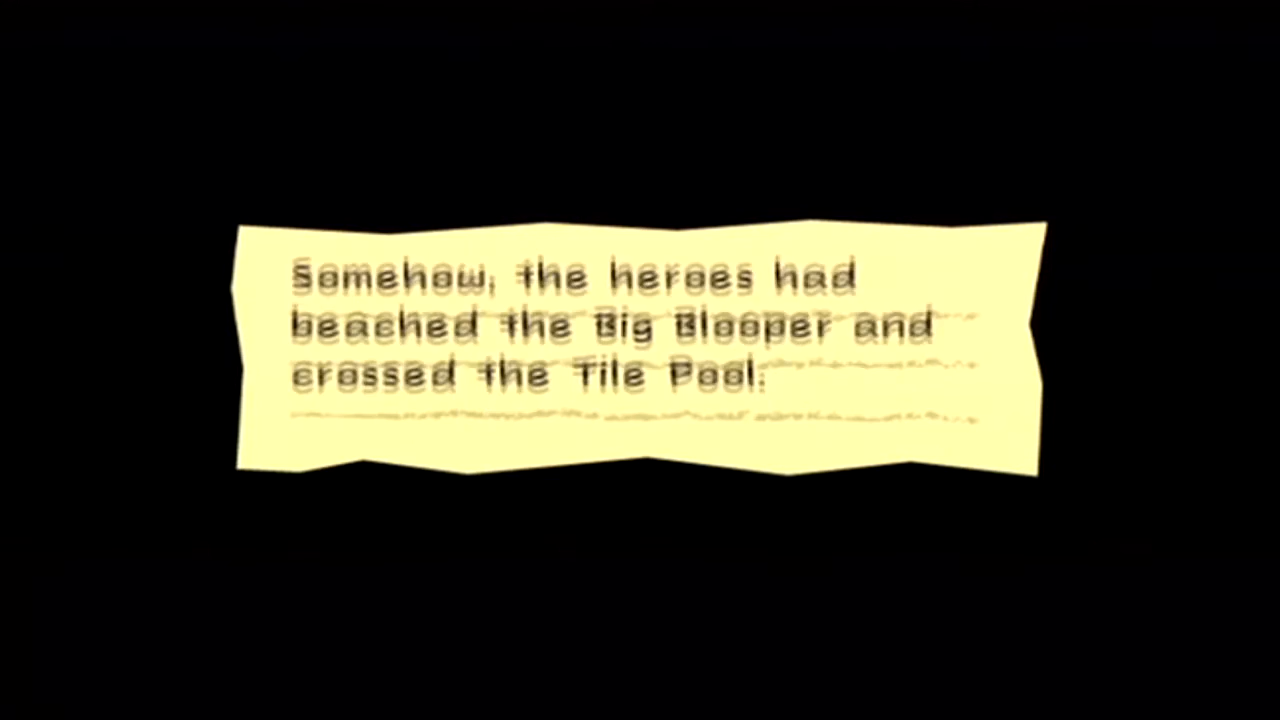 Somehow, the heroes had
beached the Big Blooper and
crossed the Tile Pool.